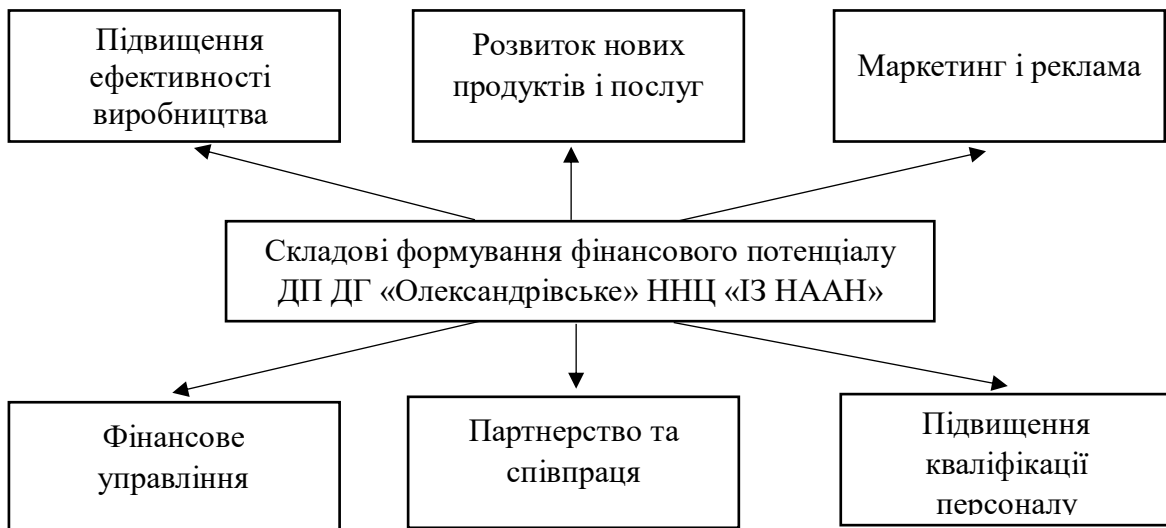 Підвищення
ефективності
виробництва
Розвиток нових
продуктів і послуг
Маркетинг і реклама
Складові формування фінансового потенціалу
ДП ДГ «Олександрівське» ННЦ «ІЗ НААН»
Фінансове
управління
Партнерство та
співпраця
Підвищення
кваліфікації
персоналу